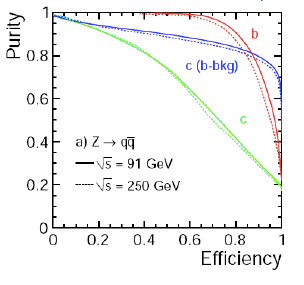 Purity
1
0.8
0.6
0.4
0.2
0
b
c (b-bkg)
c
a) Z → qq̅
√s = 91 GeV
√s = 250 GeV
0 0.2 0.4 0.6 0.8 1
Efficiency